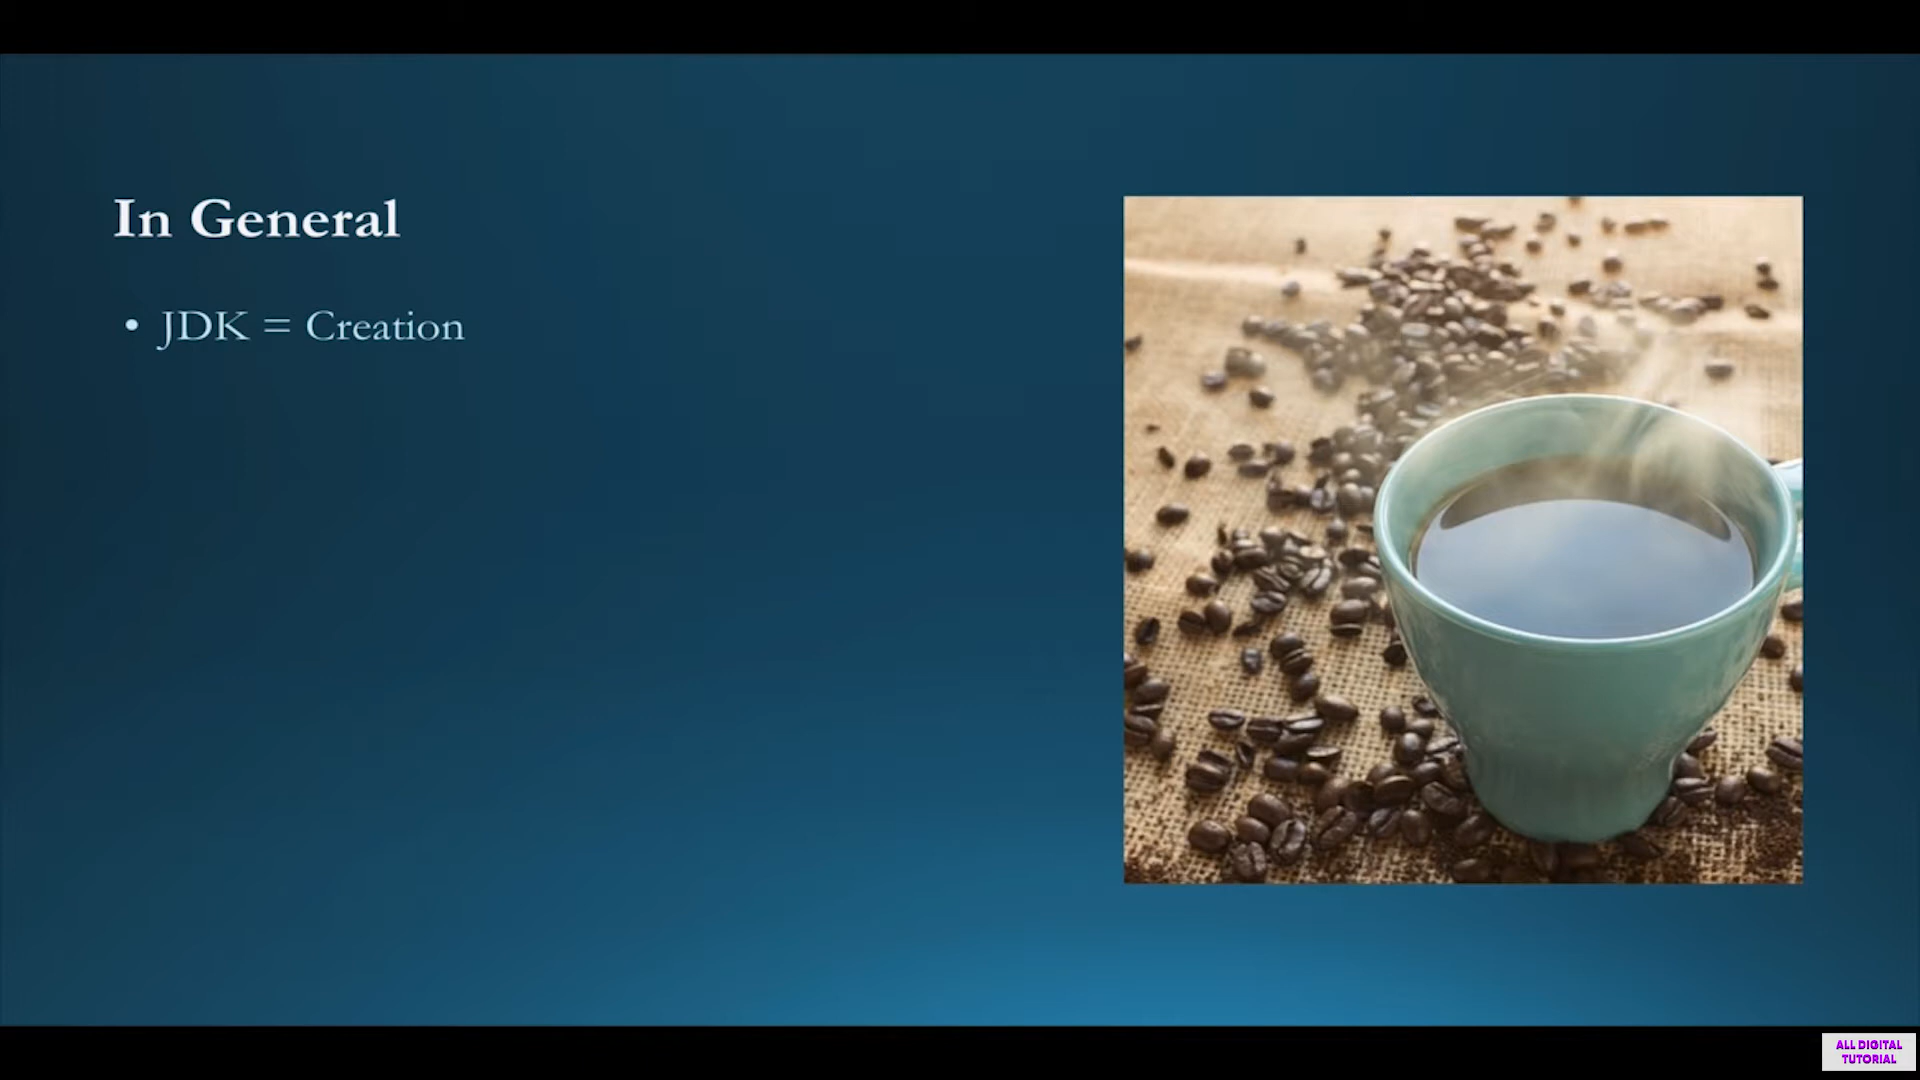 In General
• JDK = Creation
ALL DIGITAL
TUTORIAL